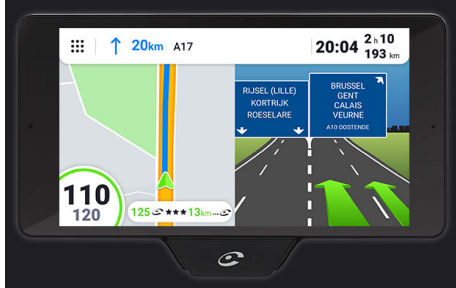 20km A17
20:04 2h10
193 km
RIJSEL (LILLE)
KORTRIJK
ROESELARE
BRUSSEL
GENT
CALAIS
VEURNE
A10 OOSTENDE
110
120
125 ★★★ 13km